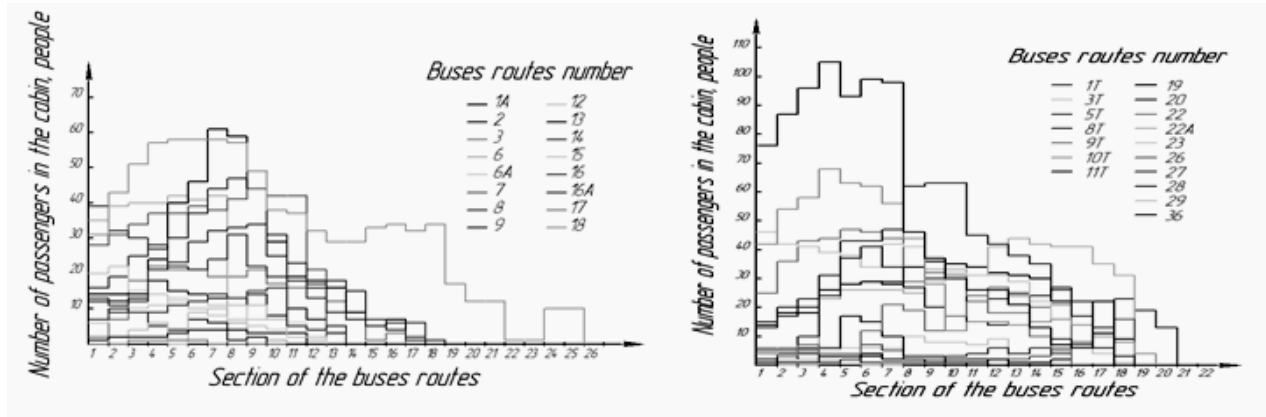 Number of passengers in the cabin, people
70
60
50
40
30
20
10
Buses routes number
1A 12
2 13
3 14
6 15
6A 16
7 16A
8 17
9 18
1 2 3 4 5 6 7 8 9 10 11 12 13 14 15 16 17 18 19 20 21 22 23 24 25 26
Section of the buses routes
Number of passengers in the cabin, people
110
100
90
80
70
60
50
40
30
20
10
Buses routes number
1T 19
3T 20
5T 22
8T 22A
9T 23
10T 26
11T 27
28
29
36
1 2 3 4 5 6 7 8 9 10 11 12 13 14 15 16 17 18 19 20 21 22
Section of the buses routes